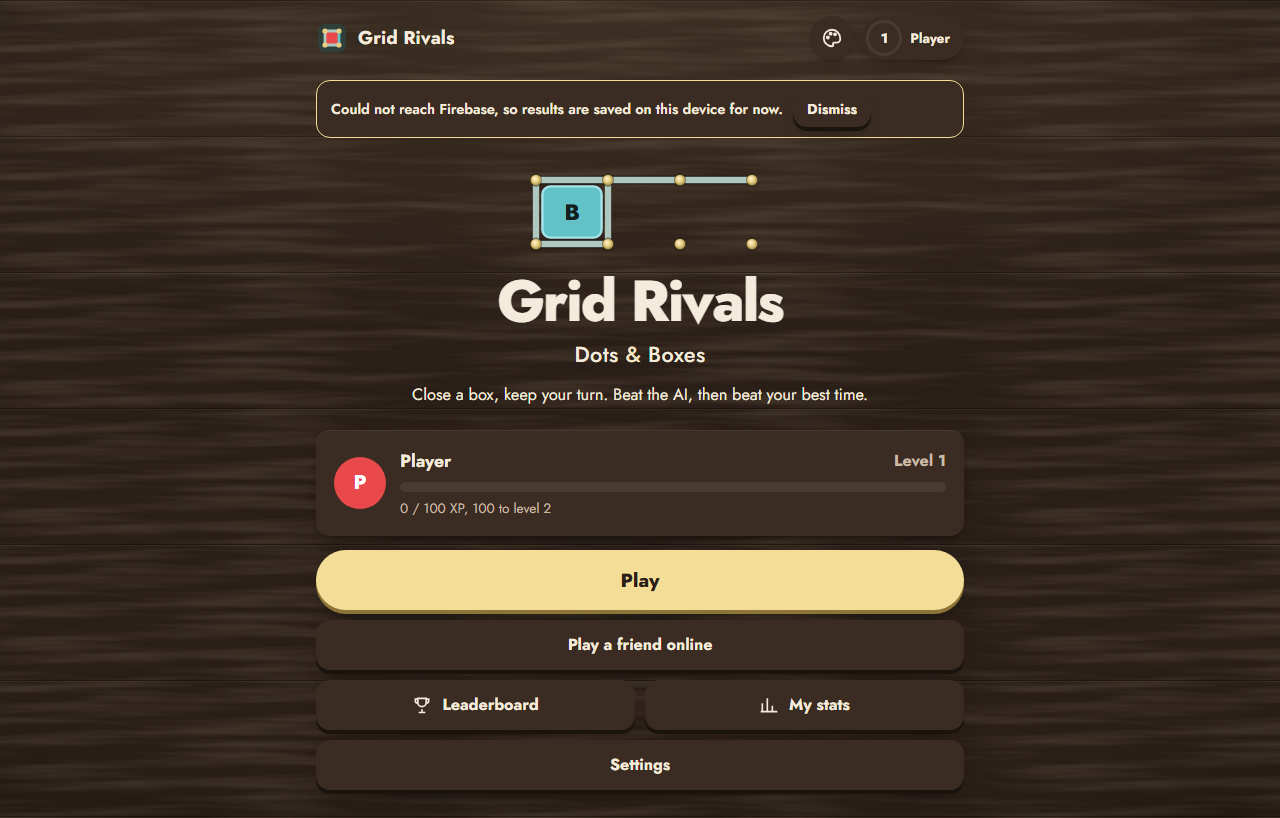 Grid Rivals
1 Player
Could not reach Firebase, so results are saved on this device for now. Dismiss
B
Grid Rivals
Dots & Boxes
Close a box, keep your turn. Beat the AI, then beat your best time.
P
Player Level 1
0 / 100 XP, 100 to level 2
Play
Play a friend online
Leaderboard My stats
Settings